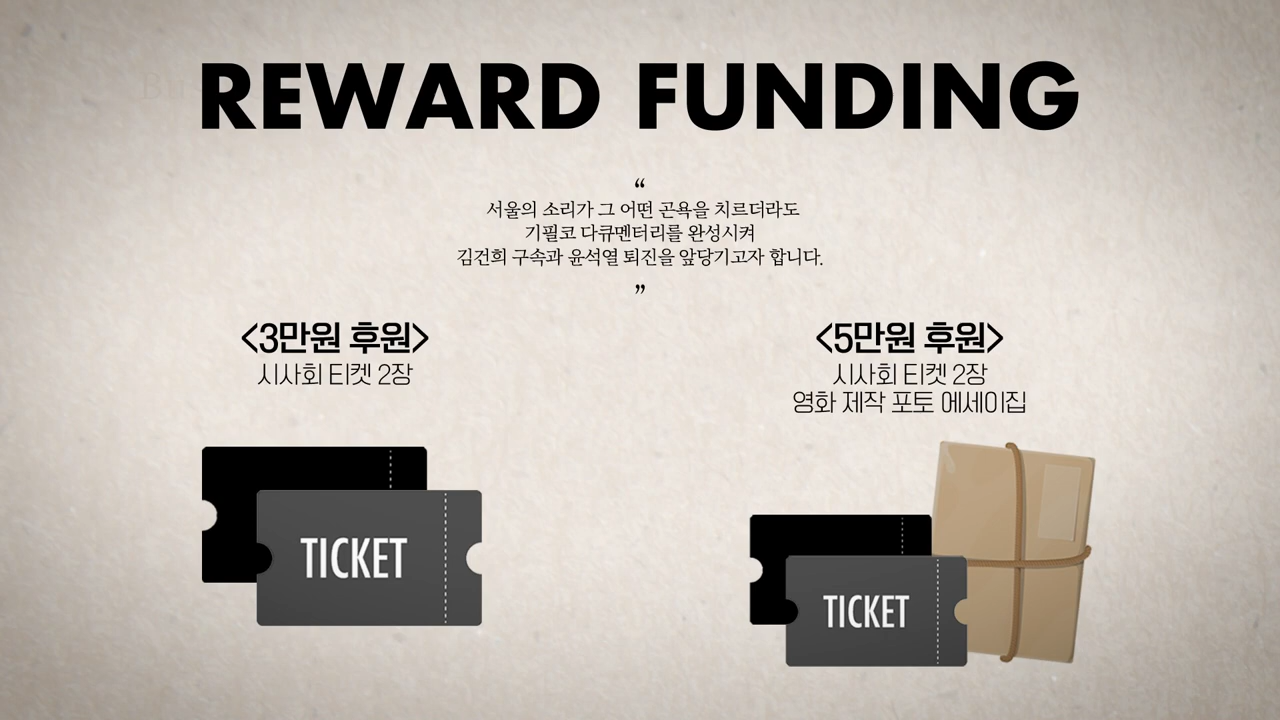 REWARD FUNDING
“
서울의 소리가 그 어떤 곤욕을 치르더라도
기필코 다큐멘터리를 완성시켜
김건희 구속과 윤석열 퇴진을 앞당기고자 합니다.
”
<3만원 후원>
시사회 티켓 2장
<5만원 후원>
시사회 티켓 2장
영화 제작 포토 에세이집
TICKET
TICKET